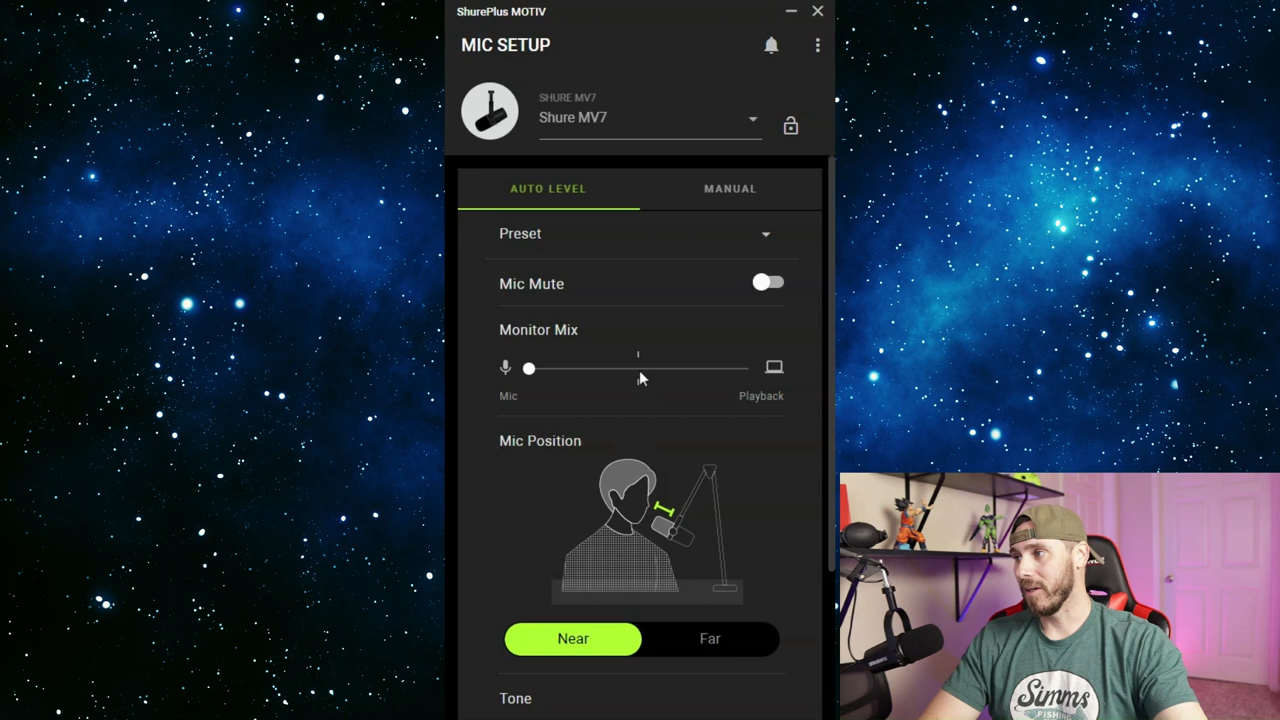 ShurePlus MOTIV
MIC SETUP
SHURE MV7
Shure MV7
AUTO LEVEL
MANUAL
Preset
Mic Mute
Monitor Mix
Mic
Playback
Mic Position
Near
Far
Tone
Simms
FISHING